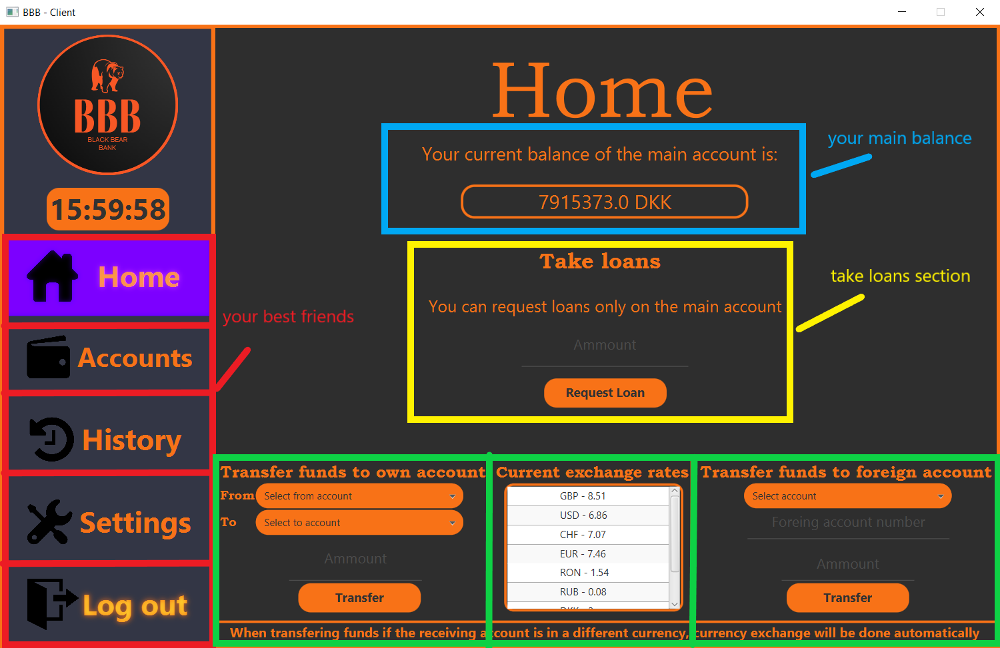 BBB - Client
BBB
BLACK BEAR
BANK
15:59:58
Home
Accounts
History
Settings
Log out
your best friends
Home
Your current balance of the main account is:
7915373.0 DKK
your main balance
Take loans
You can request loans only on the main account
Ammount
Request Loan
take loans section
Transfer funds to own account
From Select from account
To Select to account
Ammount
Transfer
Current exchange rates
GBP - 8.51
USD - 6.86
CHF - 7.07
EUR - 7.46
RON - 1.54
RUB - 0.08
Transfer funds to foreign account
Select account
Foreing account number
Ammount
Transfer
When transfering funds if the receiving account is in a different currency, currency exchange will be done automatically